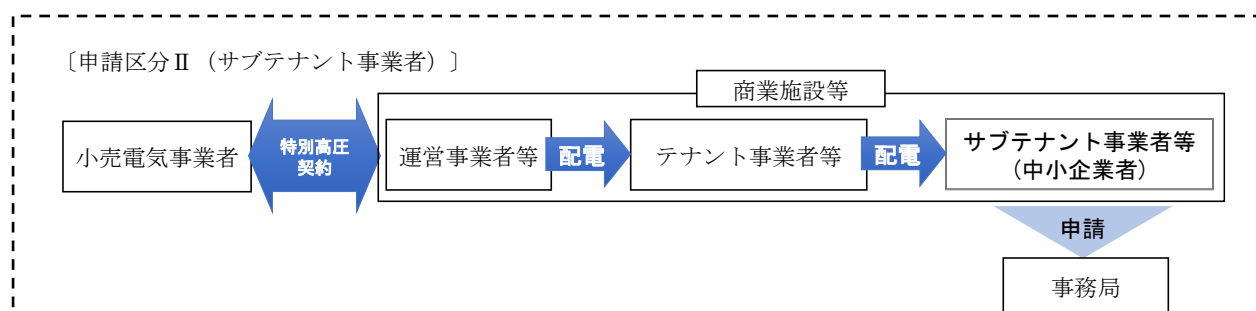 〔申請区分Ⅱ（サブテナント事業者）〕
商業施設等
小売電気事業者
特別高圧
契約
運営事業者等
配電
テナント事業者等
配電
サブテナント事業者等
（中小企業者）
申請
事務局